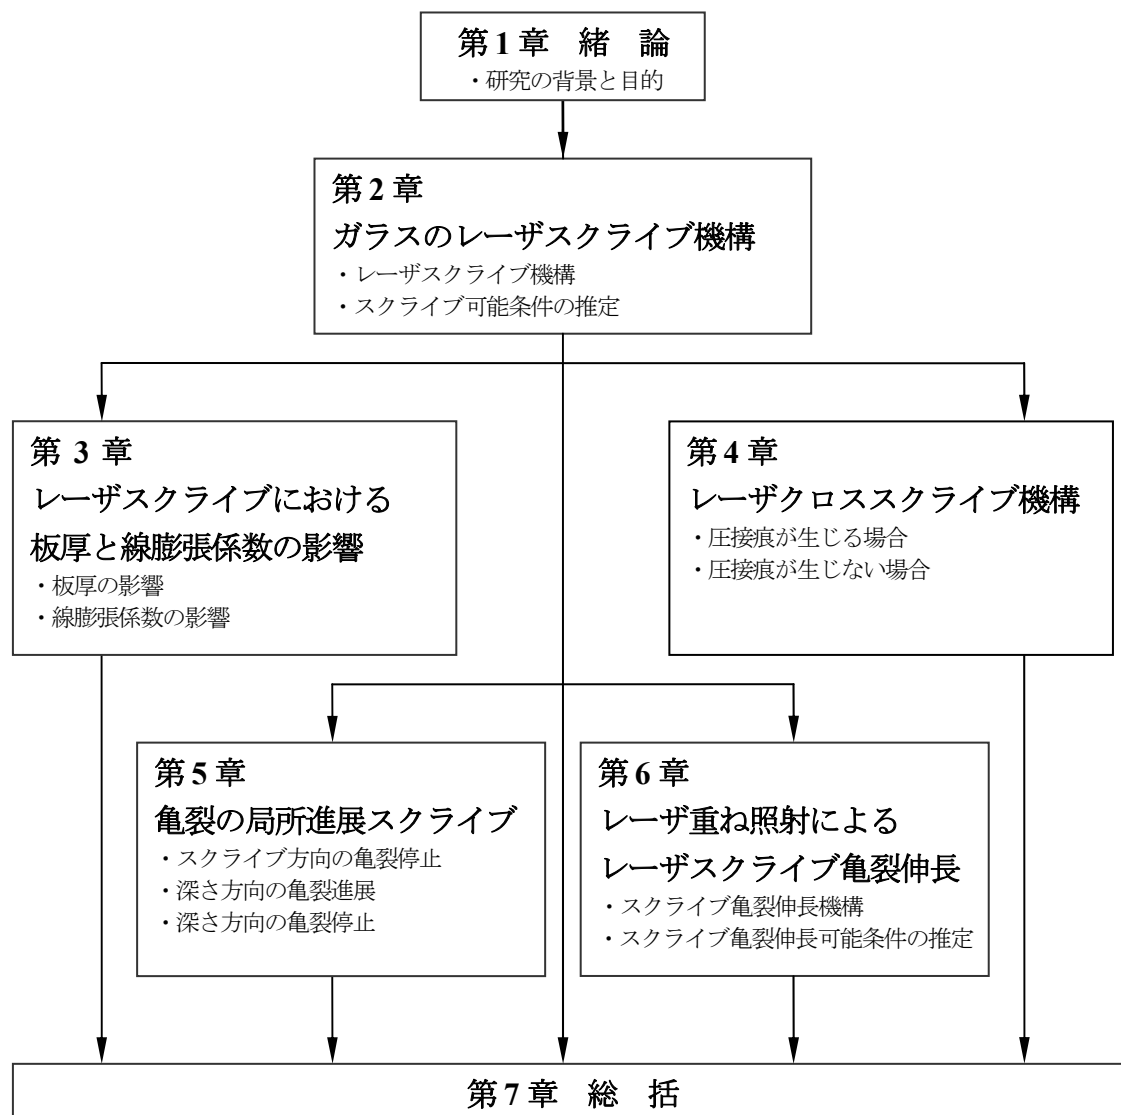 第1章 緒 論
・研究の背景と目的
第2章
ガラスのレーザスクライブ機構
・レーザスクライブ機構
・スクライブ可能条件の推定
第 3 章
レーザスクライブにおける
板厚と線膨張係数の影響
・板厚の影響
・線膨張係数の影響
第4章
レーザクロススクライブ機構
・圧接痕が生じる場合
・圧接痕が生じない場合
第5章
亀裂の局所進展スクライブ
・スクライブ方向の亀裂停止
・深さ方向の亀裂進展
・深さ方向の亀裂停止
第6章
レーザ重ね照射による
レーザスクライブ亀裂伸長
・スクライブ亀裂伸長機構
・スクライブ亀裂伸長可能条件の推定
第7章 総 括